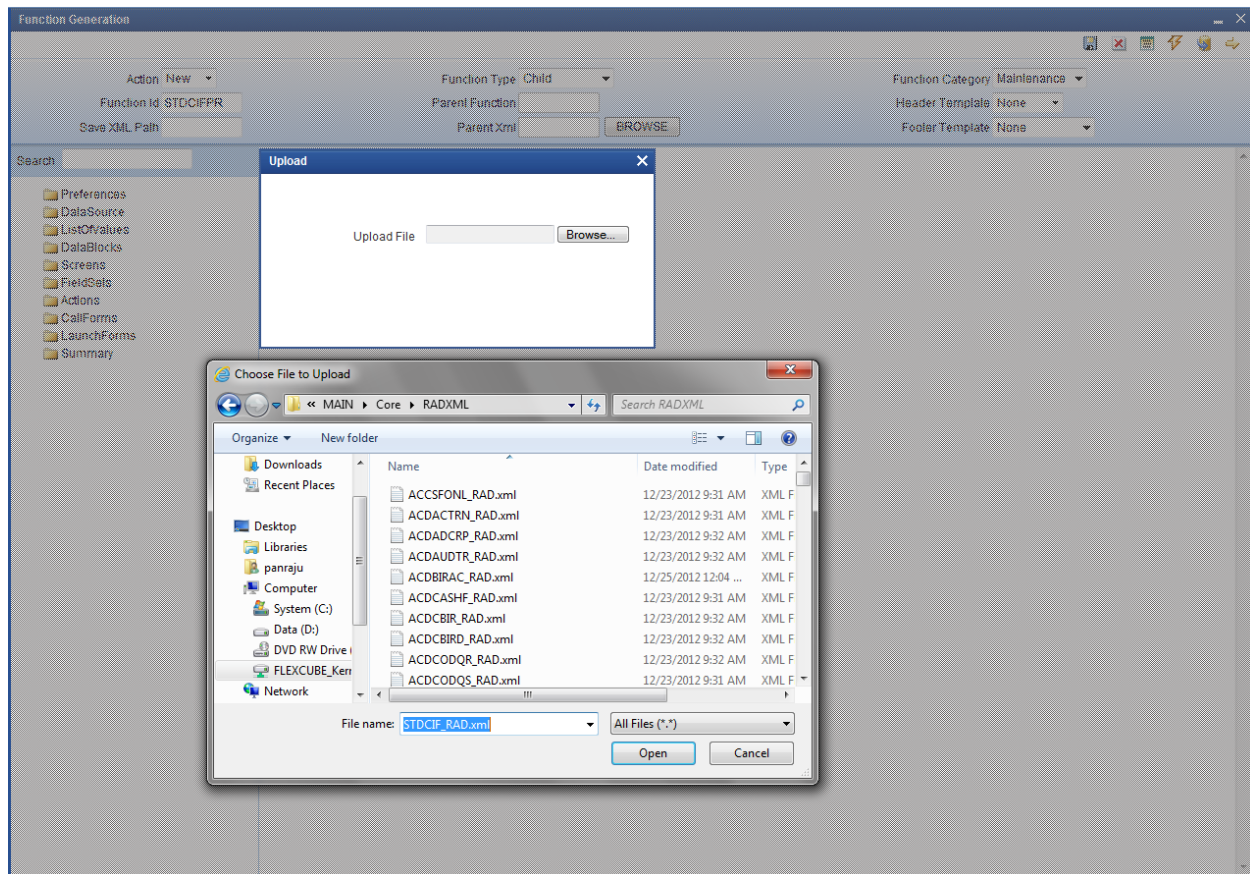 Function Generation
Action New Function Type Child Function Category Maintenance
Function Id STDCIFPR Parent Function Header Template None
Save XML Path Parent Xml BROWSE Footer Template None
Search
Preferences
DataSource
ListOfValues
DataBlocks
Screens
FieldSets
Actions
CallForms
LaunchForms
Summary
Upload
Upload File Browse...
Choose File to Upload
« MAIN Core RADXML Search RADXML
Organize New folder
Downloads
Recent Places
Desktop
Libraries
panraju
Computer
System (C:)
Data (D:)
DVD RW Drive (
FLEXCUBE_Kerr
Network
Name Date modified Type
ACCSFONL_RAD.xml 12/23/2012 9:31 AM XML F
ACDACTRN_RAD.xml 12/23/2012 9:31 AM XML F
ACDADCRP_RAD.xml 12/23/2012 9:32 AM XML F
ACDAUDTR_RAD.xml 12/23/2012 9:32 AM XML F
ACDBIRAC_RAD.xml 12/25/2012 12:04 ... XML F
ACDCASHF_RAD.xml 12/23/2012 9:31 AM XML F
ACDCBIR_RAD.xml 12/23/2012 9:32 AM XML F
ACDCBIRD_RAD.xml 12/23/2012 9:32 AM XML F
ACDCODQR_RAD.xml 12/23/2012 9:32 AM XML F
ACDCODQS_RAD.xml 12/23/2012 9:31 AM XML F
File name: STDCIF_RAD.xml All Files (*.*)
Open Cancel